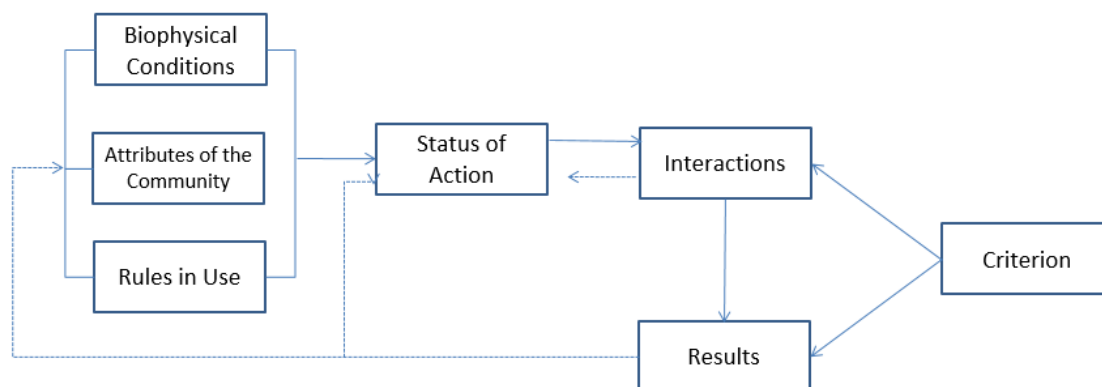 Biophysical
Conditions
Attributes of the
Community
Rules in Use
Status of
Action
Interactions
Criterion
Results